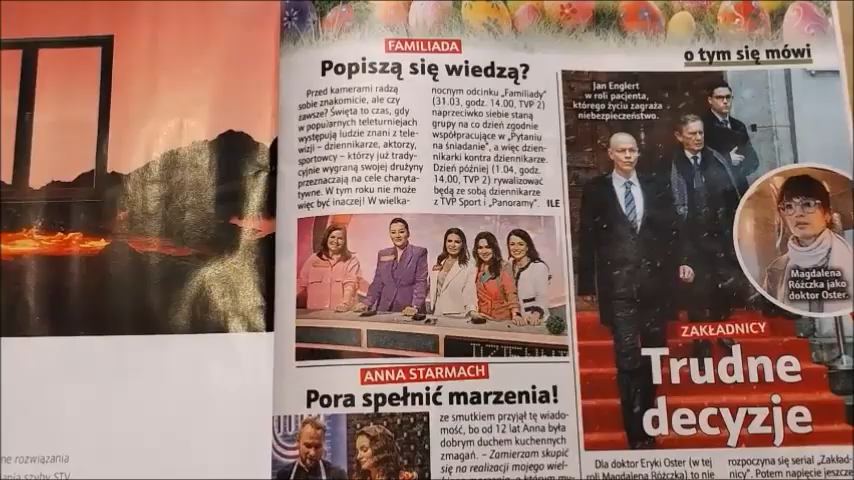 o tym się mówi
FAMILIADA
Popiszą się wiedzą?
Przed kamerami radzą
sobie znakomicie, ale czy
zawsze? Święta to czas, gdy
w popularnych teleturniejach
występują ludzie znani z tele-
wizji – dziennikarze, aktorzy,
sportowcy – którzy już trady-
cyjnie wygraną swojej drużyny
przeznaczają na cele charyta-
tywne. W tym roku nie może
więc być inaczej! W wielka-
nocnym odcinku „Familiady"
(31.03, godz. 14.00, TVP 2)
naprzeciwko siebie staną
grupy na co dzień zgodnie
współpracujące w „Pytaniu
na śniadanie", a więc dzien-
nikarki kontra dziennikarze.
Dzień później (1.04, godz.
14.00, TVP 2) rywalizować
będą ze sobą dziennikarze
z TVP Sport i „Panoramy". ILE
DZIENNI
ANNA STARMACH
Pora spełnić marzenia!
ze smutkiem przyjął tę wiado-
mość, bo od 12 lat Anna była
dobrym duchem kuchennych
zmagań. – Zamierzam skupić
się na realizacji mojego wiel-
Jan Englert
w roli pacjenta,
którego życiu zagraża
niebezpieczeństwo.
Magdalena
Różczka jako
doktor Oster.
ZAKŁADNICY
Trudne
decyzje
Dla doktor Eryki Oster (w tej
roli Magdalena Różczka) to nie
rozpoczyna się serial „Zakład-
nicy". Potem napięcie jeszcze
ne rozwiązania
ania szyby STV